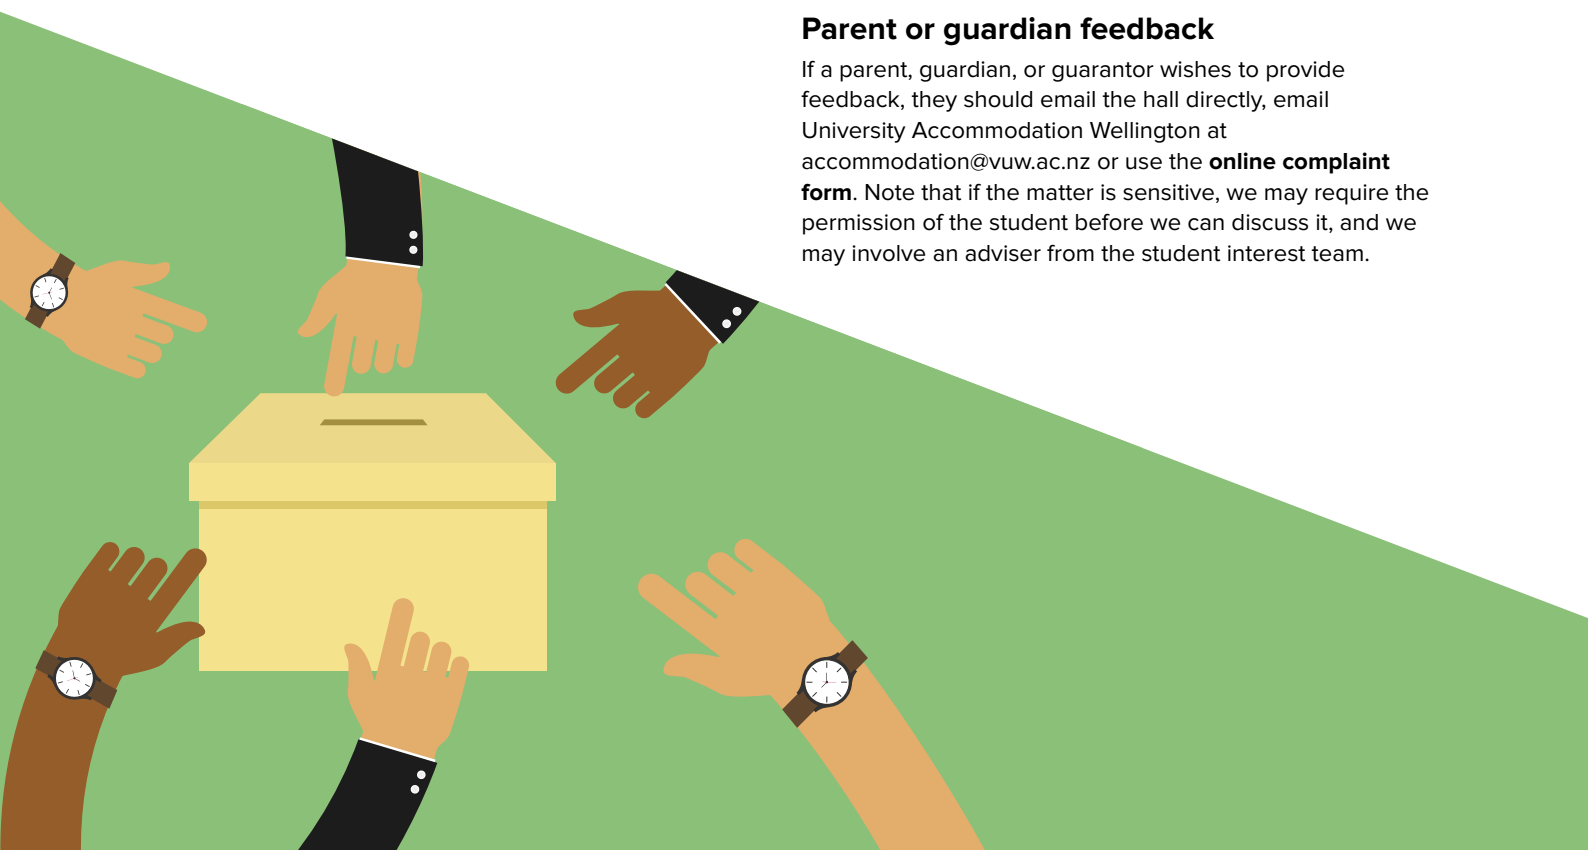 Parent or guardian feedback
If a parent, guardian, or guarantor wishes to provide
feedback, they should email the hall directly, email
University Accommodation Wellington at
accommodation@vuw.ac.nz or use the online complaint
form. Note that if the matter is sensitive, we may require the
permission of the student before we can discuss it, and we
may involve an adviser from the student interest team.